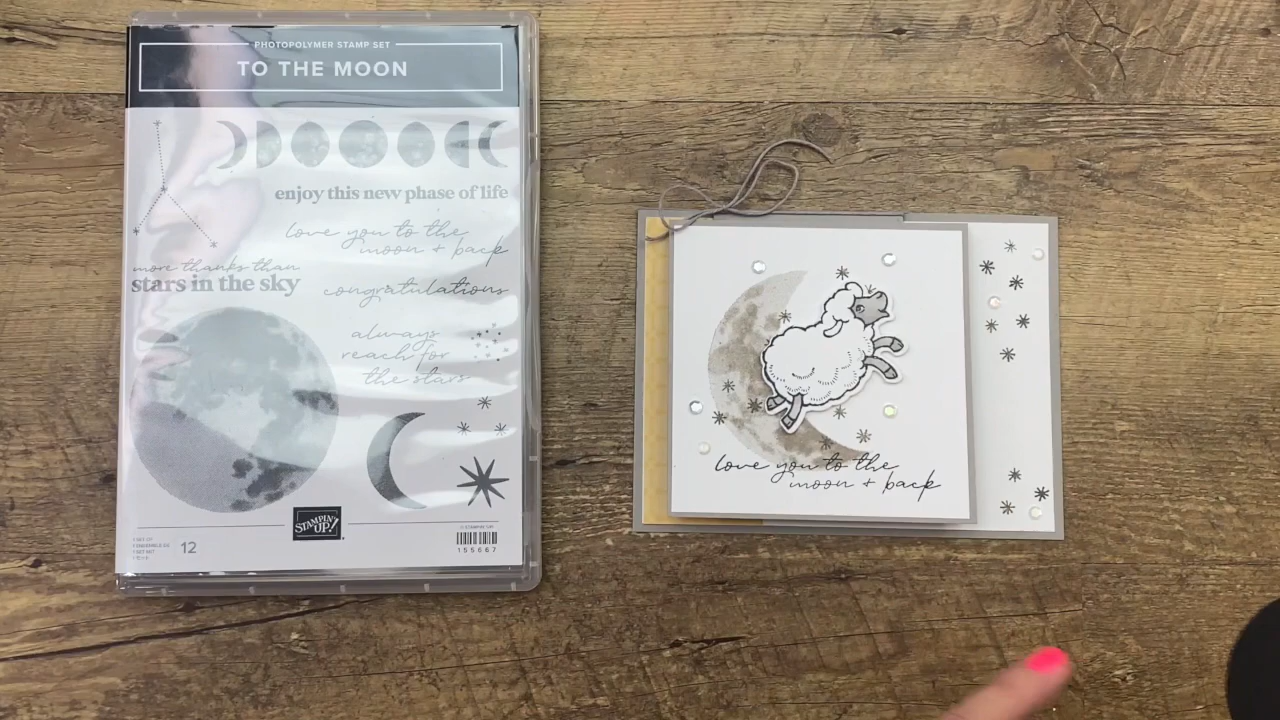 PHOTOPOLYMER STAMP SET
TO THE MOON
enjoy this new phase of life
love you to the
moon + back
more thanks than
stars in the sky
congratulations
always
reach for
the stars
STAMPIN'
UP!
12
© STAMPIN' UP!
155667
love you to the
moon + back